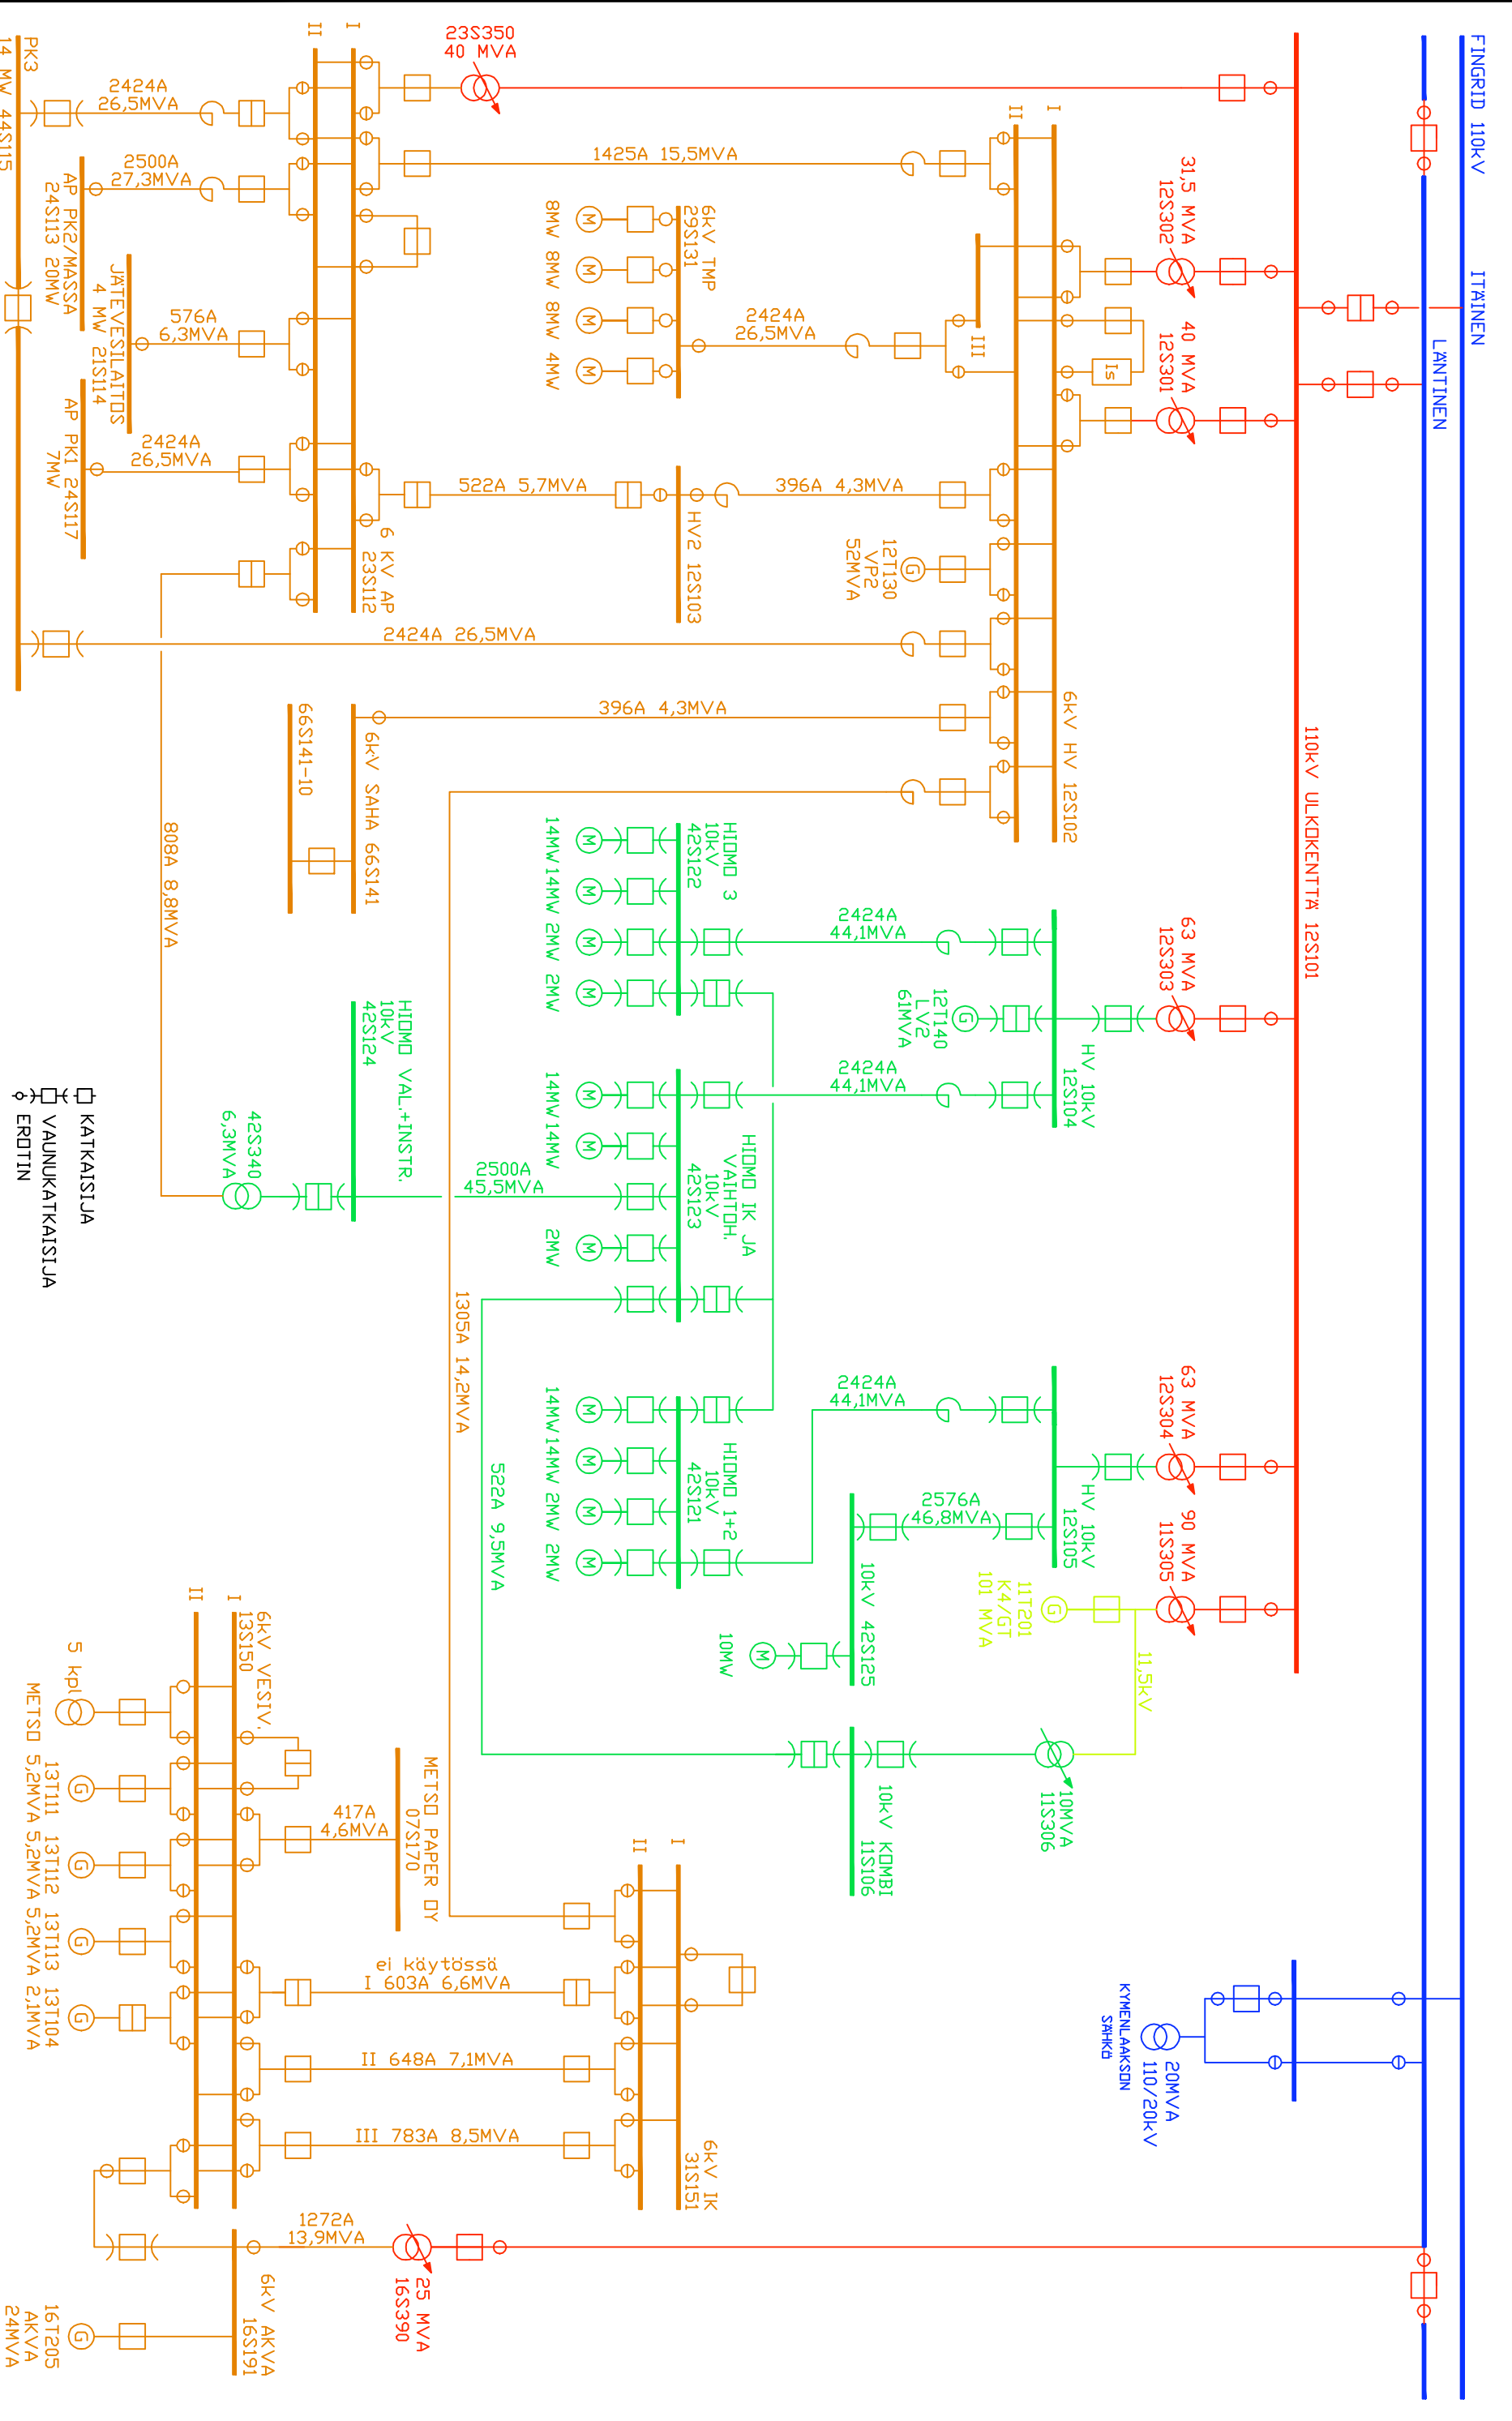 FINGRID 110kV
ITÄINEN
LÄNTINEN
110kV ULKOKENTTÄ 12S101
23S350
40 MVA
31,5 MVA
12S302
40 MVA
12S301
63 MVA
12S303
63 MVA
12S304
90 MVA
11S305
20MVA
110/20kV
KYMENLAAKSON
SÄHKÖ
I
II
1425A 15,5MVA
III
Is
6kV HV 12S102
6kV TMP
29S131
8MW
8MW
8MW
4MW
M
M
M
M
2424A
26,5MVA
396A 4,3MVA
HV2 12S103
522A 5,7MVA
12T130
VP2
52MVA
G
2424A 26,5MVA
396A 4,3MVA
I
II
6 KV AP
23S112
PK3
14 MW 44S115
2424A
26,5MVA
2500A
27,3MVA
AP PK2/MASSA
24S113 20MW
576A
6,3MVA
JÄTEVESILAITOS
4 MW 21S114
2424A
26,5MVA
AP PK1 24S117
7MW
808A 8,8MVA
6kV SAHA 66S141
66S141-10
1305A 14,2MVA
HV 10kV
12S104
12T140
LV2
61MVA
G
2424A
44,1MVA
2424A
44,1MVA
HIOMO 3
10kV
42S122
14MW
14MW
2MW
2MW
M
M
M
M
HIOMO IK JA
VAIHTOH.
10kV
42S123
14MW
14MW
2MW
M
M
M
2500A
45,5MVA
HIOMO VAL.+INSTR.
10kV
42S124
42S340
6,3MVA
HV 10kV
12S105
2424A
44,1MVA
2576A
46,8MVA
HIOMO 1+2
10kV
42S121
14MW
14MW
2MW
2MW
M
M
M
M
522A 9,5MVA
10kV 42S125
10MW
M
11T201
K4/GT
101 MVA
G
11,5kV
10MVA
11S306
10kV KOMBI
11S106
KATKAISIJA
VAUNUKATKAISIJA
EROTIN
I
II
6kV VESIV.
13S150
5 kpl
METSO
13T111
5,2MVA
13T112
5,2MVA
13T113
5,2MVA
13T104
2,1MVA
G
G
G
G
417A
4,6MVA
METSO PAPER OY
07S170
I
II
6kV IK
31S151
ei käytössä
I 603A 6,6MVA
II 648A 7,1MVA
III 783A 8,5MVA
1272A
13,9MVA
25 MVA
16S390
6kV AKVA
16S191
16T205
AKVA
24MVA
G